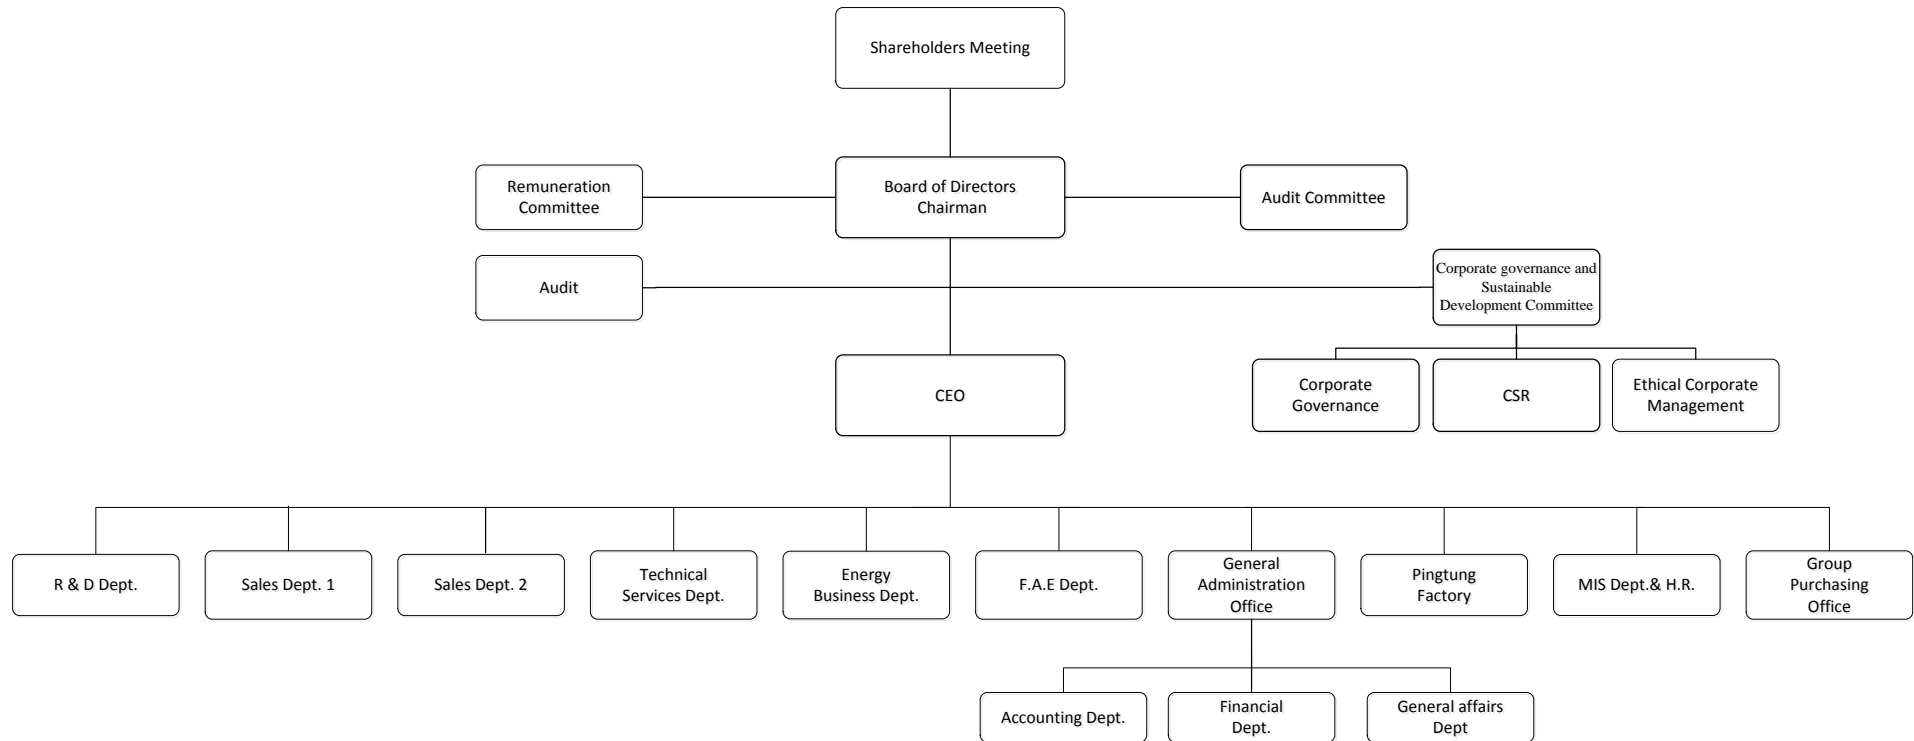 Shareholders Meeting
Remuneration
Committee
Board of Directors
Chairman
Audit Committee
Audit
Corporate governance and
Sustainable
Development Committee
CEO
Corporate
Governance
CSR
Ethical Corporate
Management
R & D Dept.
Sales Dept. 1
Sales Dept. 2
Technical
Services Dept.
Energy
Business Dept.
F.A.E Dept.
General
Administration
Office
Pingtung
Factory
MIS Dept.& H.R.
Group
Purchasing
Office
Accounting Dept.
Financial
Dept.
General affairs
Dept